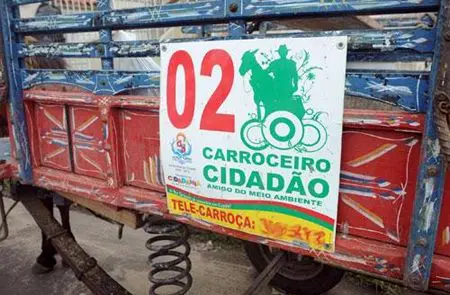 02
CARROCEIRO
CIDADÃO
AMIGO DO MEIO AMBIENTE
TELE-CARROÇA: